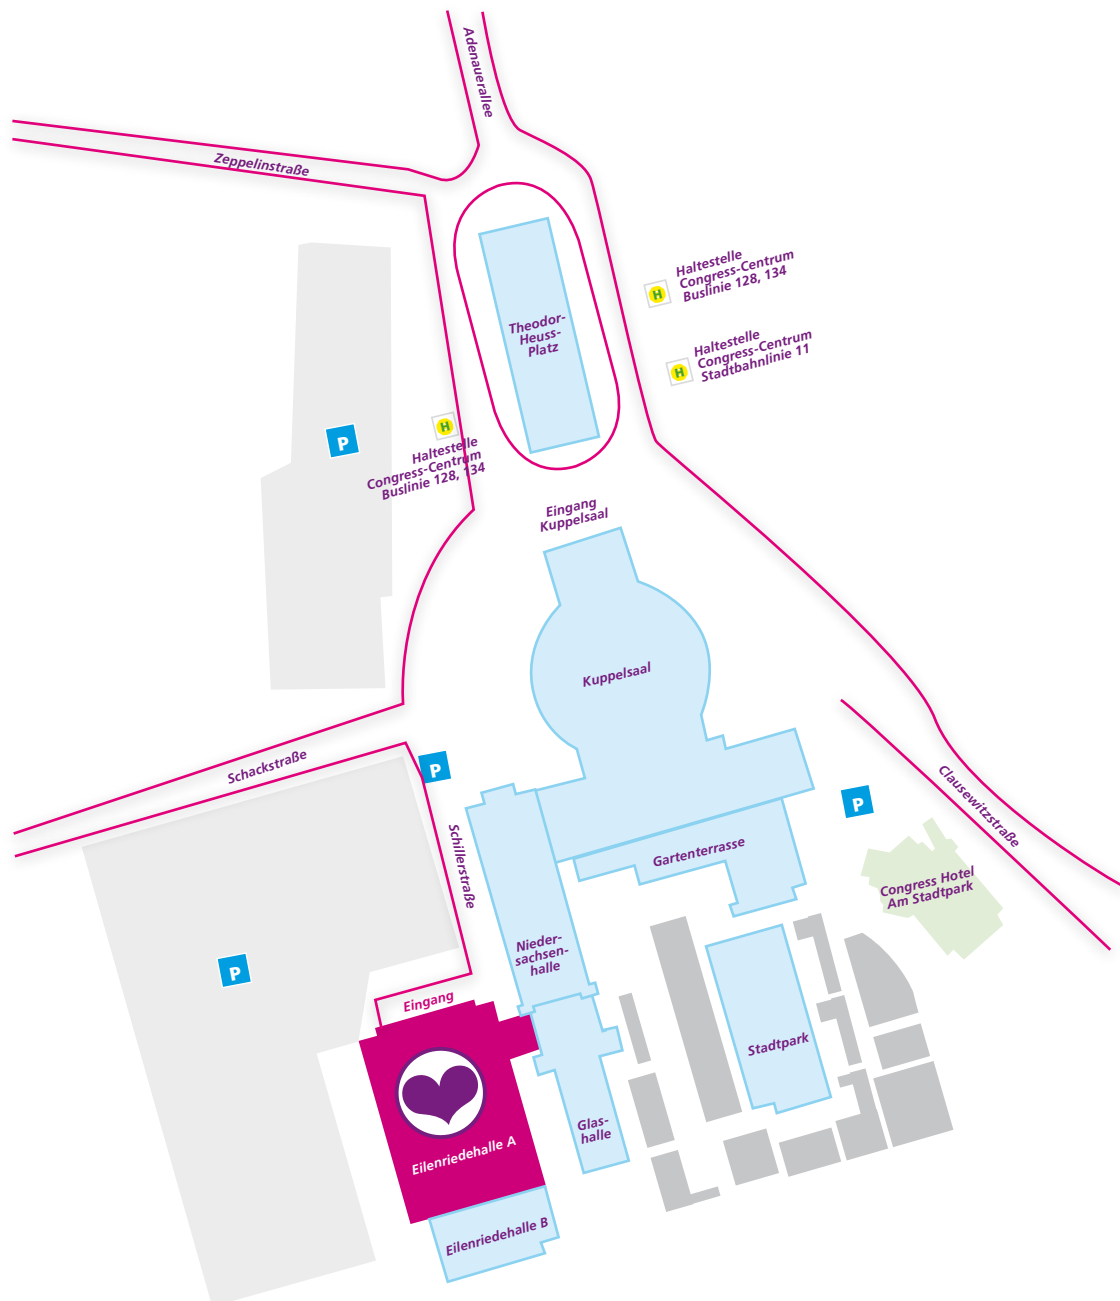 Adenauerallee
Zeppelinstraße
Haltestelle
Congress-Centrum
Buslinie 128, 134
H
Theodor-
Heuss-
Platz
Haltestelle
Congress-Centrum
Stadtbahnlinie 11
H
H
P
Haltestelle
Congress-Centrum
Buslinie 128, 134
Eingang
Kuppelsaal
Kuppelsaal
Schackstraße
P
Clausewitzstraße
P
Schillerstraße
Gartenterrasse
Congress Hotel
Am Stadtpark
Nieder-
sachsen-
halle
P
Eingang
Stadtpark
Glas-
halle
Eilenriedehalle A
Eilenriedehalle B